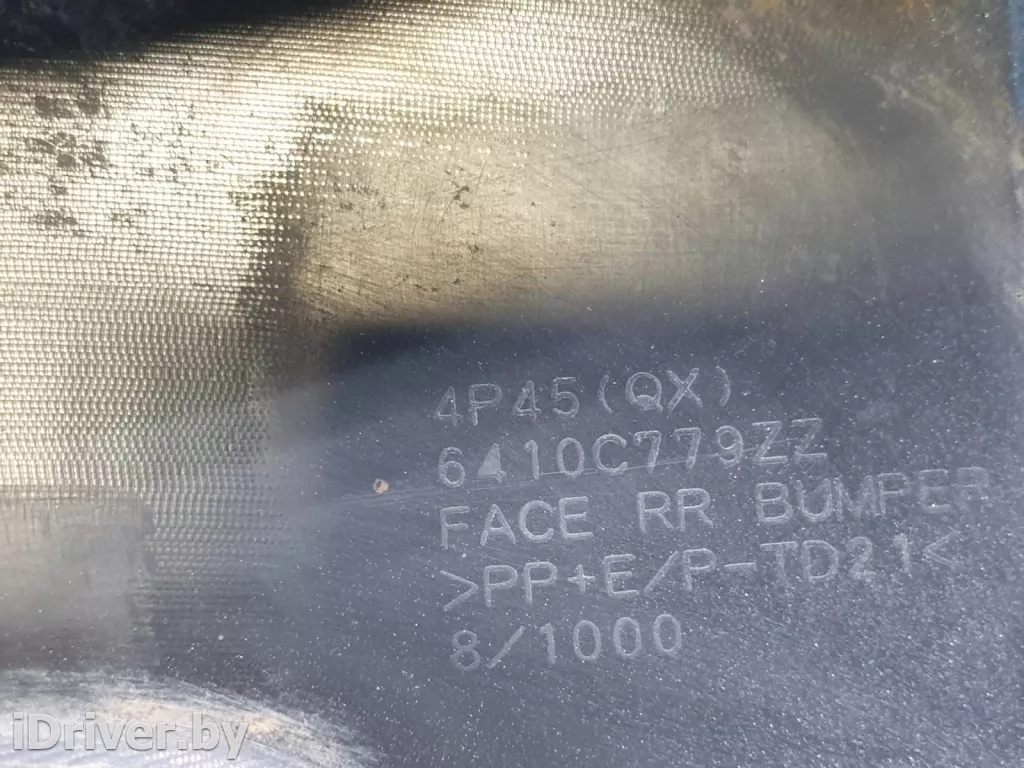 4P45(QX)
6410C779ZZ
FACE RR BUMPER
>PP+E/P-TD21<
8/1000
iDriver.by